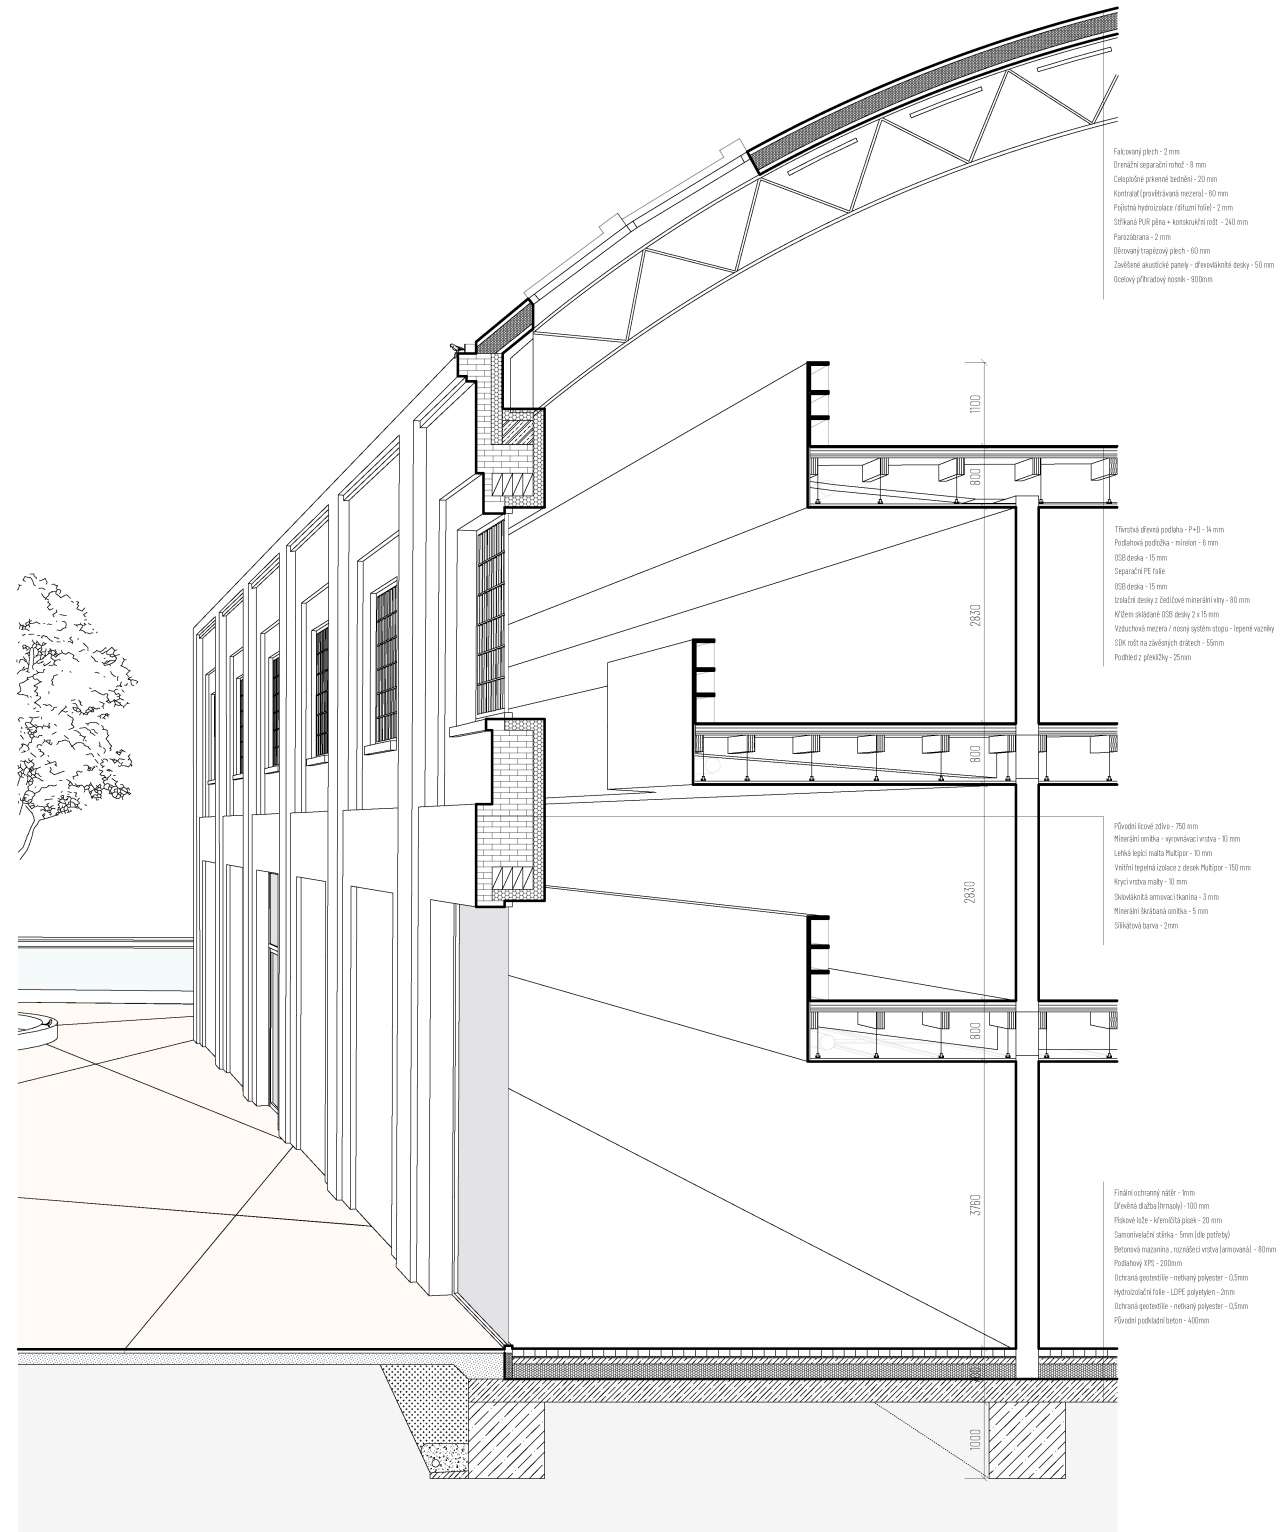 Falcovaný plech - 2 mm
Drenážní separační rohož - 8 mm
Celoplošné prkenné bednění - 20 mm
Kontralať (provětrávaná mezera) - 60 mm
Pojistná hydroizolace /difuzní folie) - 2 mm
Stříkaná PUR pěna + konskrukřní rošt - 240 mm
Parozábrana - 2 mm
Děrovaný trapézový plech - 60 mm
Zavěšené akustické panely - dřevovláknité desky - 50 mm
Ocelový příhradový nosník - 900mm
1100
800
Třívrstvá dřevná podlaha - P+D - 14 mm
Podlahová podložka - mirelon - 6 mm
OSB deska - 15 mm
Separační PE folie
OSB deska - 15 mm
Izolační desky z čedičové minerální vlny - 80 mm
Křížem skládané OSB desky 2 x 15 mm
Vzduchová mezera / nosný systém stopu - lepené vazníky
SDK rošt na závěsných drátech - 55mm
Podhled z překližky - 25mm
2830
800
Původní lícové zdivo - 750 mm
Minerální omítka - vyrovnávací vrstva - 10 mm
Lehká lepicí malta Multipor - 10 mm
Vnitřní tepelná izolace z desek Multipor - 150 mm
Krycí vrstva malty - 10 mm
Sklovláknitá armovací tkanina - 3 mm
Minerální škrábaná omítka - 5 mm
Silikátová barva - 2mm
2830
800
3760
Finální ochranný nátěr - 1mm
Dřevěná dlažba (hrnaoly) - 100 mm
Pískové lože - křemičitá písek - 20 mm
Samonivelační stěrka - 5mm (dle potřeby)
Betonová mazanina , roznášecí vrstva (armovaná) - 80mm
Podlahový XPS - 200mm
Ochraná geotextílie - netkaný polyester - 0,5mm
Hydroizolační folie - LDPE polyetylen - 2mm
Ochraná geotextílie - netkaný polyester - 0,5mm
Původní podkladní beton - 400mm
1000